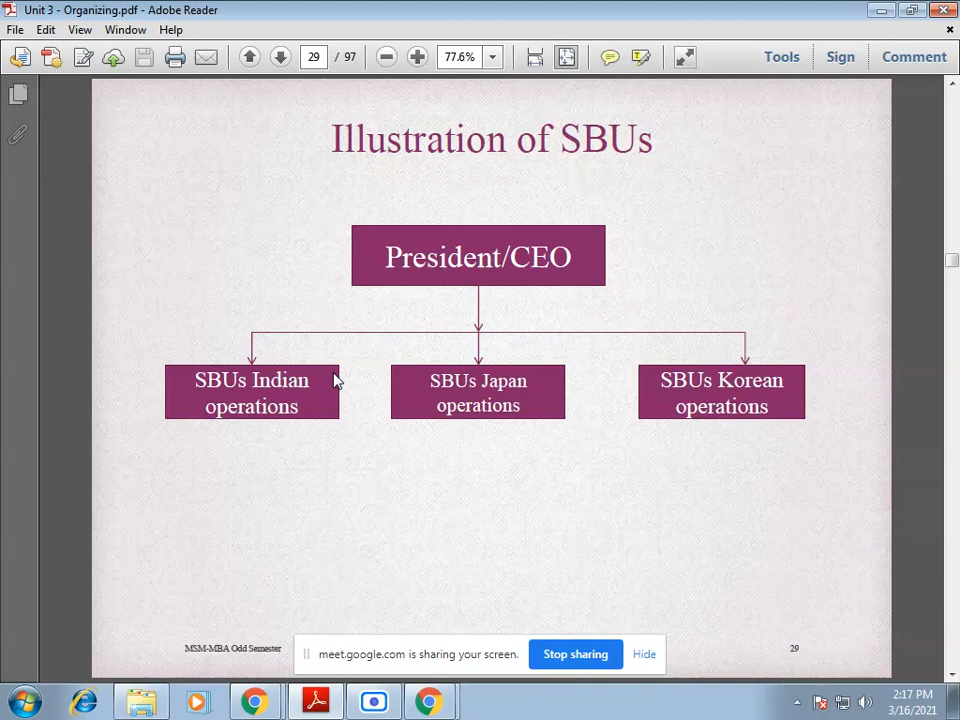 Unit 3 - Organizing.pdf - Adobe Reader
File Edit View Window Help
29 / 97 77.6% Tools Sign Comment
Illustration of SBUs
President/CEO
SBUs Indian
operations
SBUs Japan
operations
SBUs Korean
operations
MSM-MBA Odd Semester
29
meet.google.com is sharing your screen. Stop sharing Hide
2:17 PM
3/16/2021